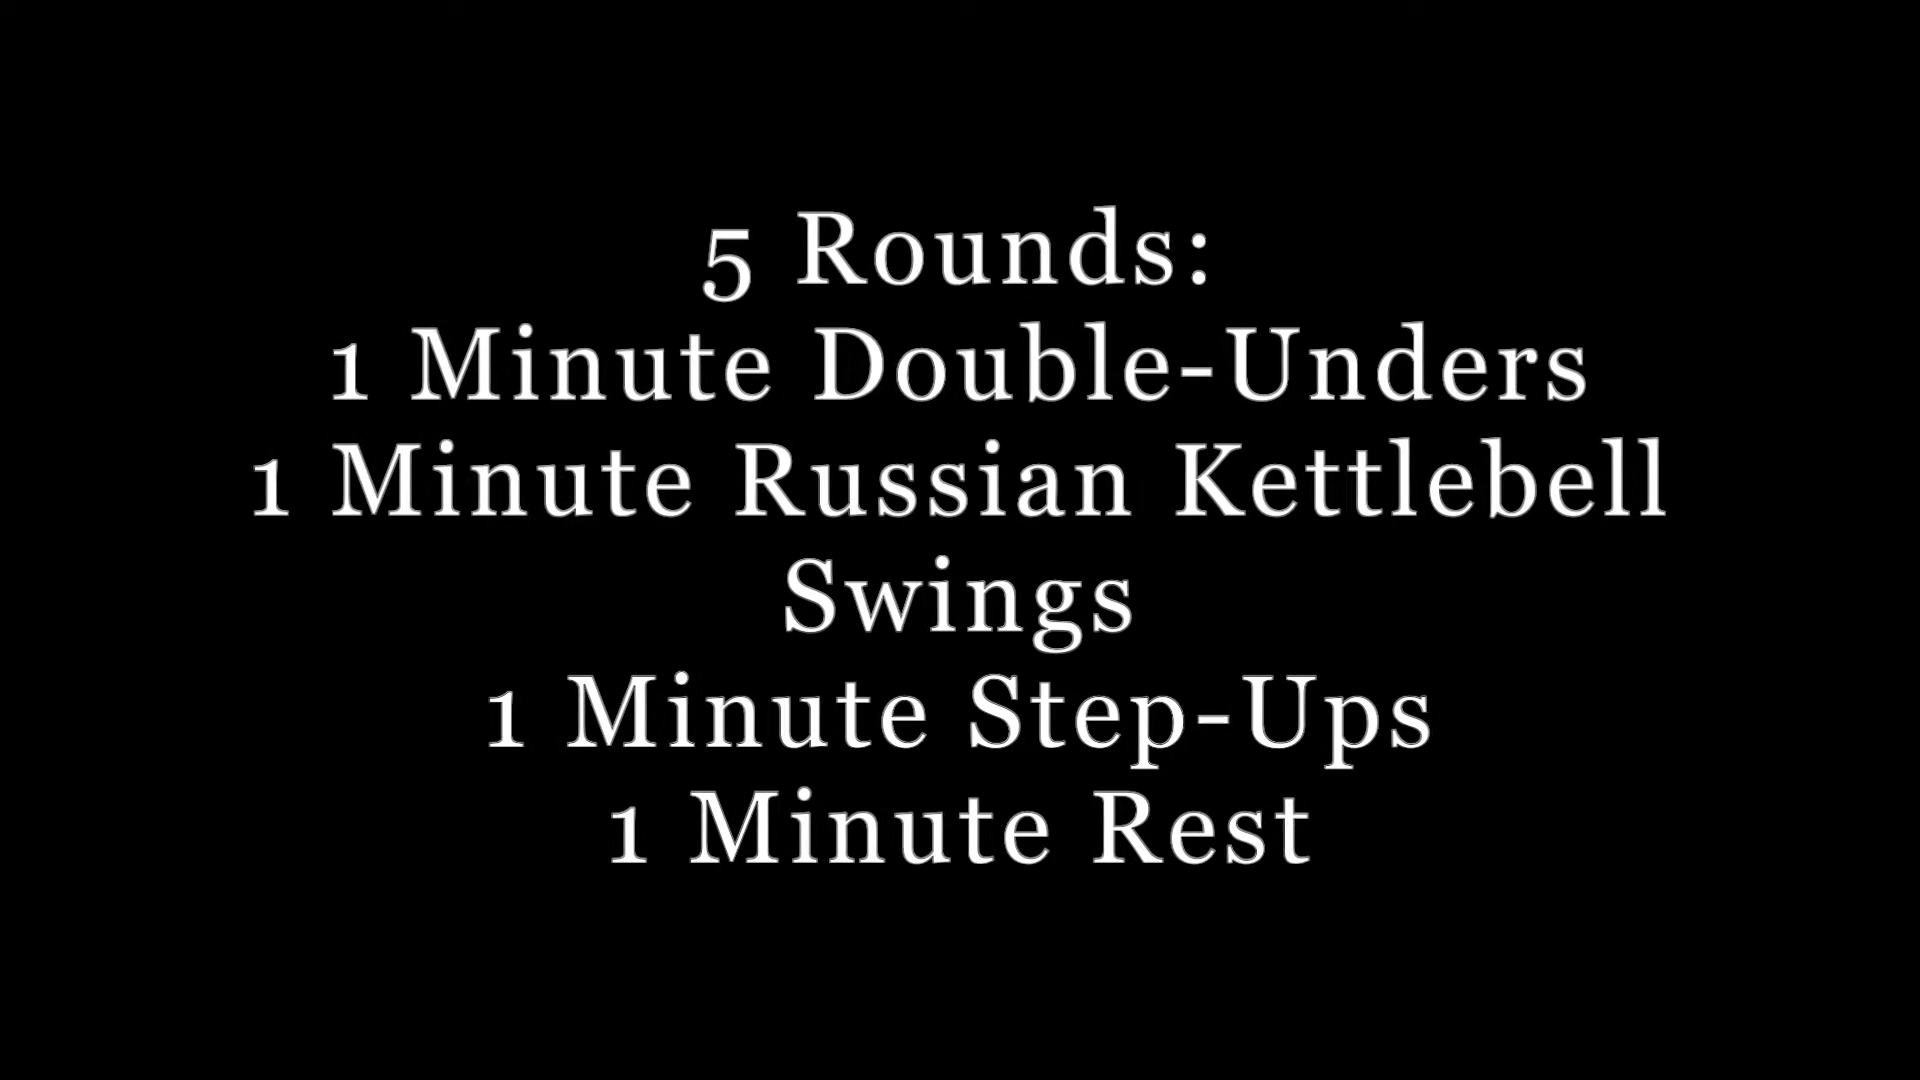 5 Rounds:
1 Minute Double-Unders
1 Minute Russian Kettlebell
Swings
1 Minute Step-Ups
1 Minute Rest